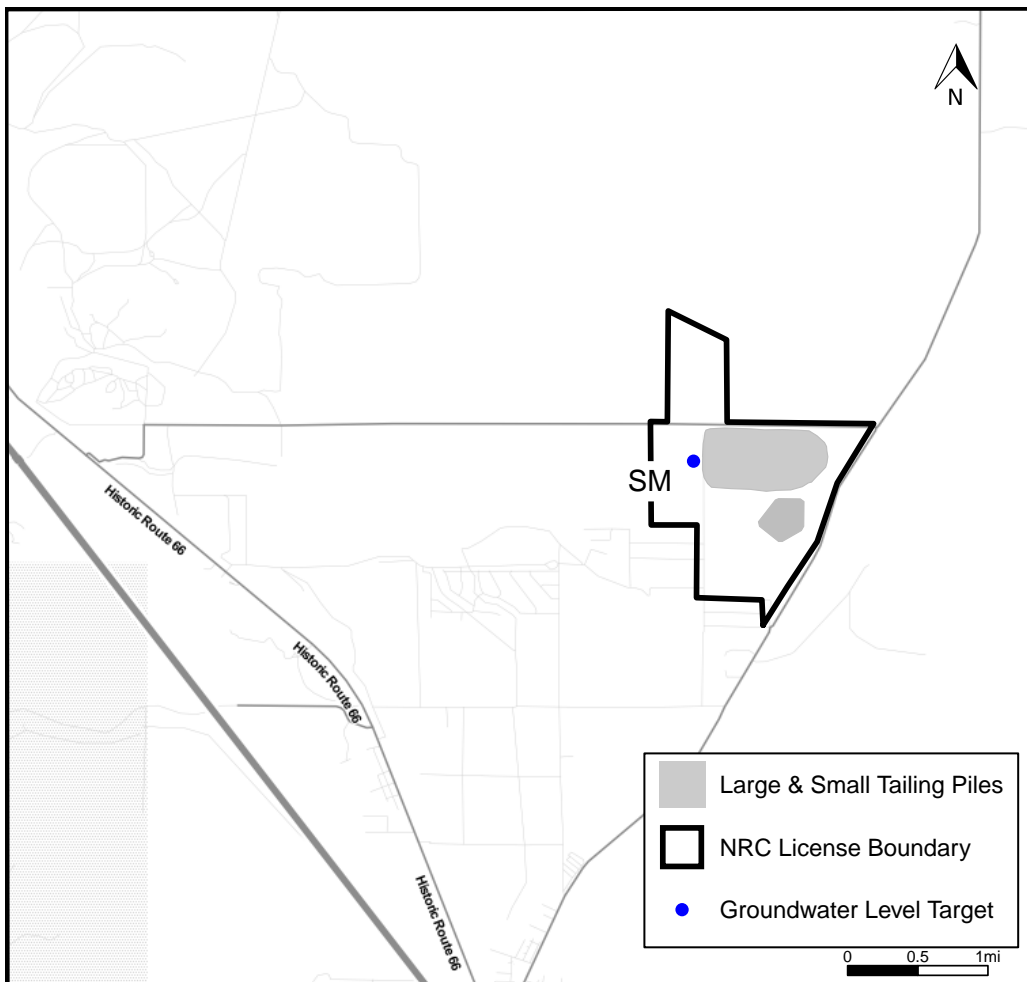 N
SM
Historic Route 66
Historic Route 66
Historic Route 66
Large & Small Tailing Piles
NRC License Boundary
Groundwater Level Target
0 0.5 1mi